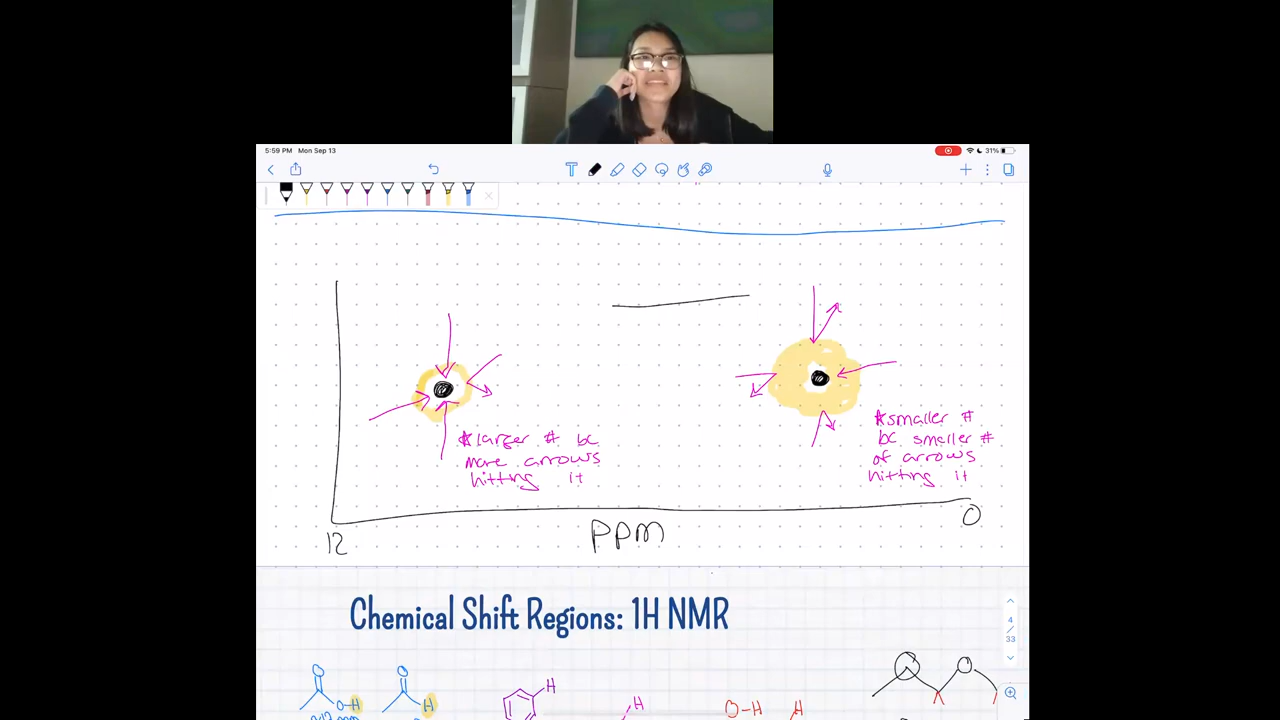 5:59 PM Mon Sep 13
31%
T
*larger # bc
more arrows
hitting it
*smaller #
bc smaller #
of arrows
hitting it
12
ppm
0
Chemical Shift Regions: 1H NMR
4
/
33
O
O
O-H
H
H
H
O-H
H